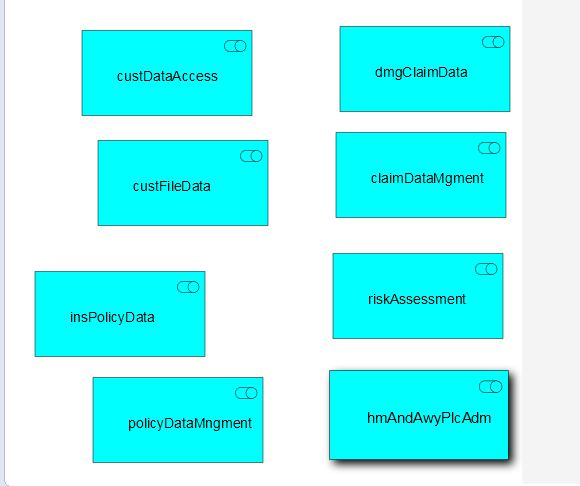 custDataAccess
dmgClaimData
custFileData
claimDataMgment
insPolicyData
riskAssessment
policyDataMngment
hmAndAwyPlcAdm